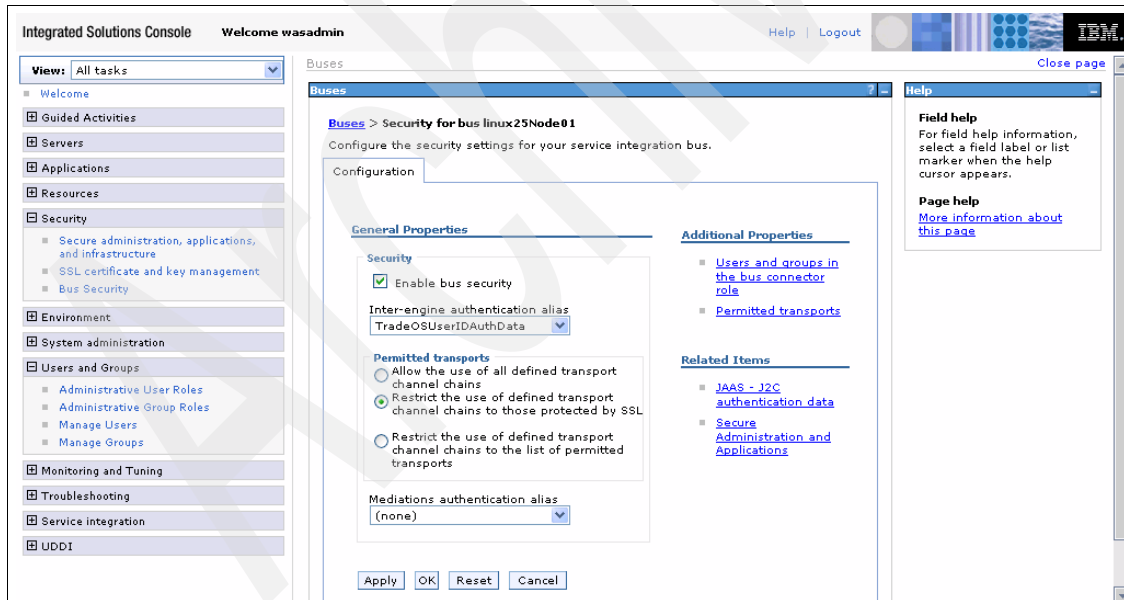 Integrated Solutions Console Welcome wasadmin
Help | Logout
IBM.
View: All tasks
Welcome
Guided Activities
Servers
Applications
Resources
Security
Secure administration, applications,
and infrastructure
SSL certificate and key management
Bus Security
Environment
System administration
Users and Groups
Administrative User Roles
Administrative Group Roles
Manage Users
Manage Groups
Monitoring and Tuning
Troubleshooting
Service integration
UDDI
Buses
Close page
Buses
? -
Buses > Security for bus linux25Node01
Configure the security settings for your service integration bus.
Configuration
General Properties
Security
Enable bus security
Inter-engine authentication alias
TradeOSUserIDAuthData
Permitted transports
Allow the use of all defined transport
channel chains
Restrict the use of defined transport
channel chains to those protected by SSL
Restrict the use of defined transport
channel chains to the list of permitted
transports
Mediations authentication alias
(none)
Apply OK Reset Cancel
Additional Properties
Users and groups in
the bus connector
role
Permitted transports
Related Items
JAAS - J2C
authentication data
Secure
Administration and
Applications
Help
Field help
For field help information,
select a field label or list
marker when the help
cursor appears.
Page help
More information about
this page